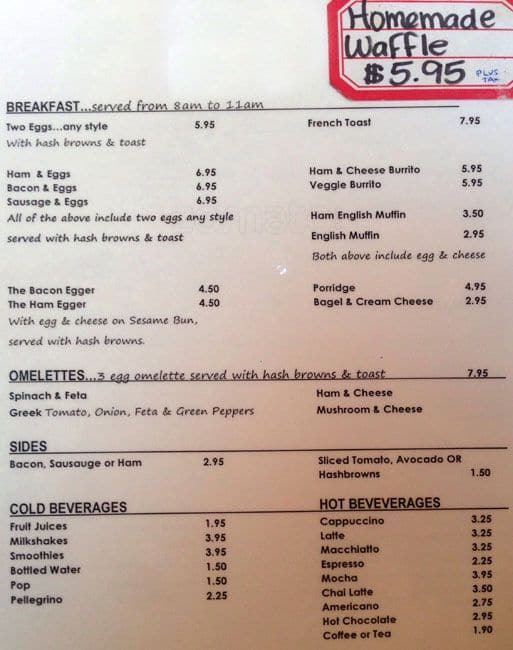 Homemade
Waffle
$5.95 PLUS TAX
BREAKFAST...served from 8am to 11am
Two Eggs...any style 5.95
With hash browns & toast
French Toast 7.95
Ham & Eggs 6.95
Bacon & Eggs 6.95
Sausage & Eggs 6.95
All of the above include two eggs any style
served with hash browns & toast
Ham & Cheese Burrito 5.95
Veggie Burrito 5.95
Ham English Muffin 3.50
English Muffin 2.95
Both above include egg & cheese
The Bacon Egger 4.50
The Ham Egger 4.50
With egg & cheese on Sesame Bun,
served with hash browns.
Porridge 4.95
Bagel & Cream Cheese 2.95
OMELETTES...3 egg omelette served with hash browns & toast 7.95
Spinach & Feta
Greek Tomato, Onion, Feta & Green Peppers
Ham & Cheese
Mushroom & Cheese
SIDES
Bacon, Sausauge or Ham 2.95
Sliced Tomato, Avocado OR
Hashbrowns 1.50
COLD BEVERAGES
Fruit Juices 1.95
Milkshakes 3.95
Smoothies 3.95
Bottled Water 1.50
Pop 1.50
Pellegrino 2.25
HOT BEVEVERAGES
Cappuccino 3.25
Latte 3.25
Macchiatto 3.25
Espresso 2.25
Mocha 3.95
Chai Latte 3.50
Americano 2.75
Hot Chocolate 2.95
Coffee or Tea 1.90